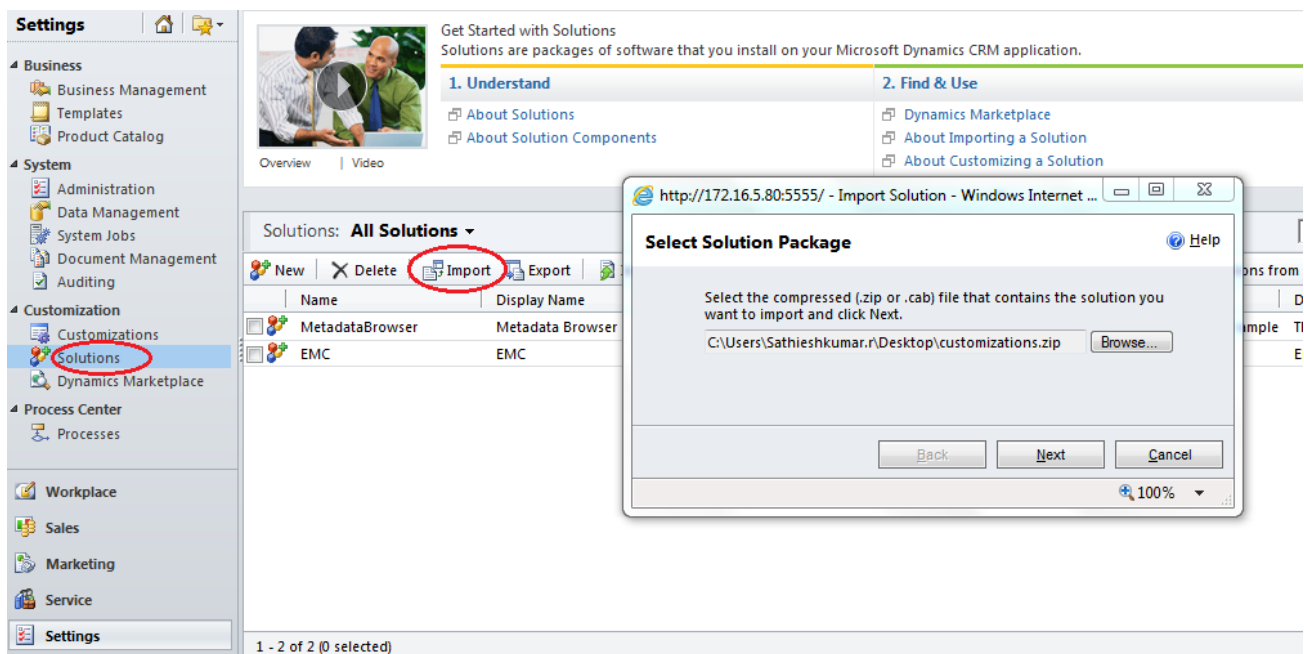 Settings
Business
Business Management
Templates
Product Catalog
System
Administration
Data Management
System Jobs
Document Management
Auditing
Customization
Customizations
Solutions
Dynamics Marketplace
Process Center
Processes
Workplace
Sales
Marketing
Service
Settings
Get Started with Solutions
Solutions are packages of software that you install on your Microsoft Dynamics CRM application.
Overview | Video
1. Understand
About Solutions
About Solution Components
2. Find & Use
Dynamics Marketplace
About Importing a Solution
About Customizing a Solution
Solutions: All Solutions
New Delete Import Export
ons from
Name Display Name D
MetadataBrowser Metadata Browser mple
EMC EMC E
1 - 2 of 2 (0 selected)
http://172.16.5.80:5555/ - Import Solution - Windows Internet ...
Select Solution Package Help
Select the compressed (.zip or .cab) file that contains the solution you
want to import and click Next.
C:\Users\Sathieshkumar.r\Desktop\customizations.zip Browse...
Back Next Cancel
100%